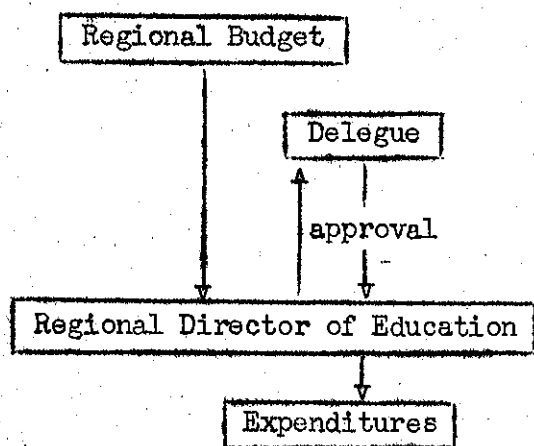 Regional Budget
Delegue
approval
Regional Director of Education
Expenditures